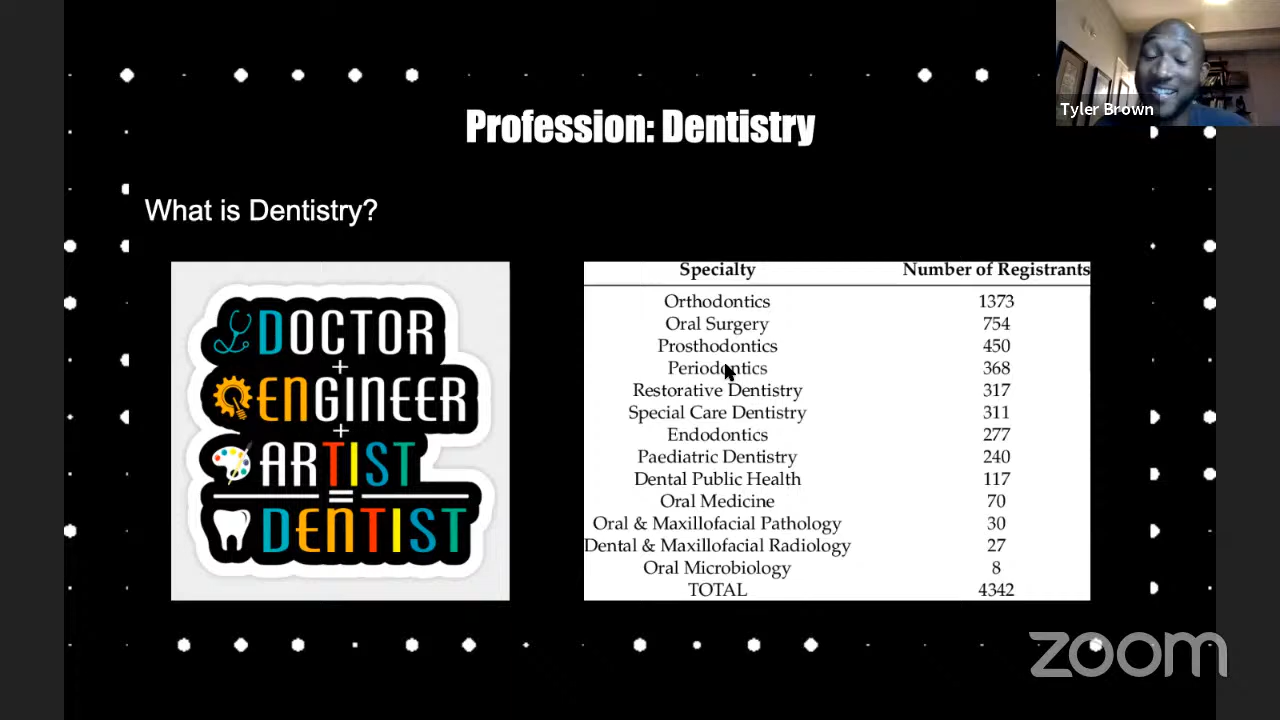 Tyler Brown
Profession: Dentistry
What is Dentistry?
DOCTOR
+
ENGINEER
+
ARTIST
=
DENTIST
Specialty Number of Registrants
Orthodontics 1373
Oral Surgery 754
Prosthodontics 450
Periodontics 368
Restorative Dentistry 317
Special Care Dentistry 311
Endodontics 277
Paediatric Dentistry 240
Dental Public Health 117
Oral Medicine 70
Oral & Maxillofacial Pathology 30
Dental & Maxillofacial Radiology 27
Oral Microbiology 8
TOTAL 4342
zoom